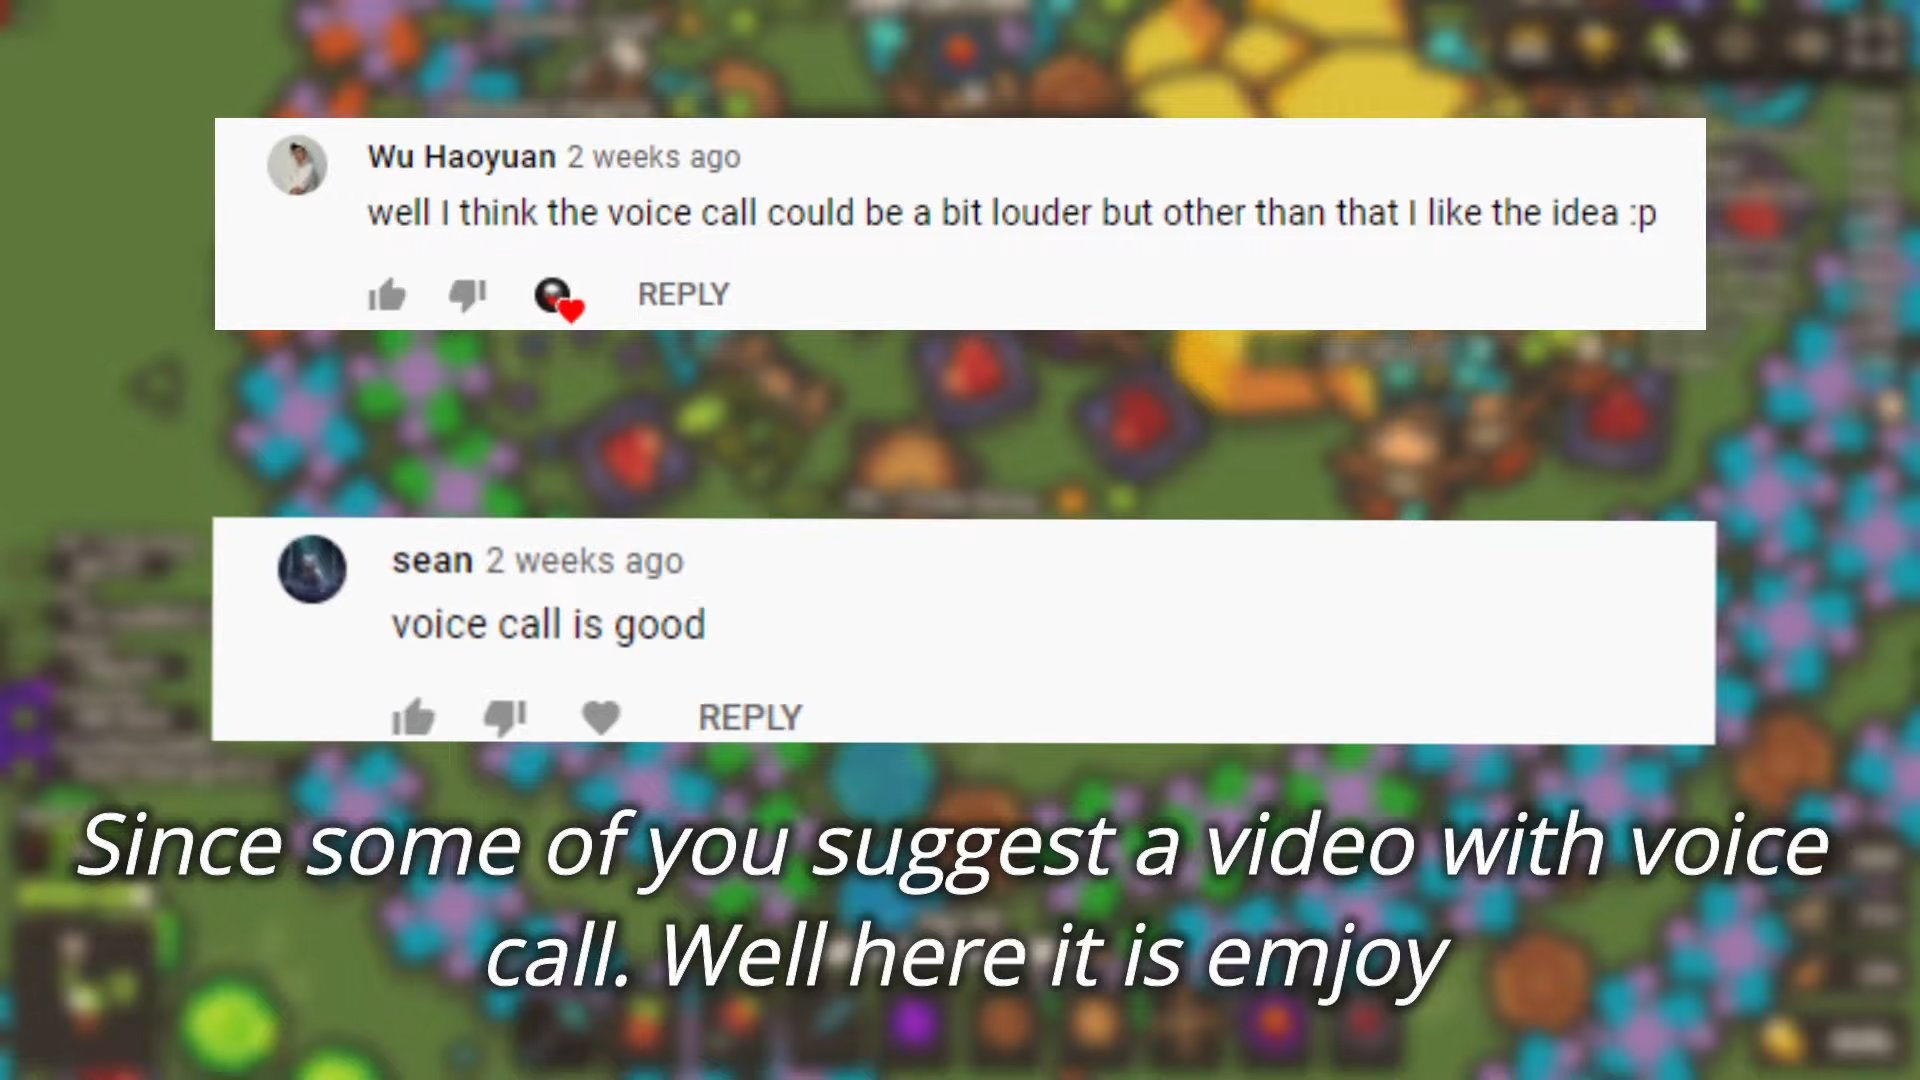 Wu Haoyuan 2 weeks ago
well I think the voice call could be a bit louder but other than that I like the idea :p
REPLY
sean 2 weeks ago
voice call is good
REPLY
Since some of you suggest a video with voice
call. Well here it is emjoy